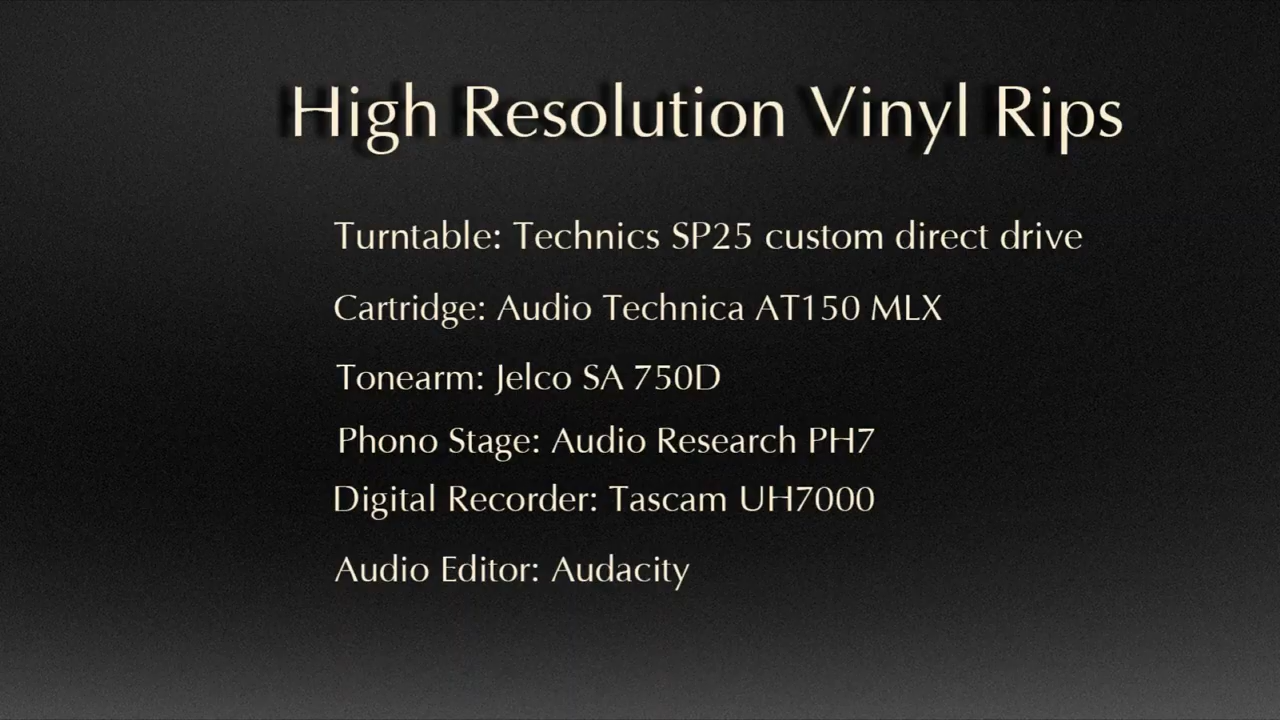 High Resolution Vinyl Rips
Turntable: Technics SP25 custom direct drive
Cartridge: Audio Technica AT150 MLX
Tonearm: Jelco SA 750D
Phono Stage: Audio Research PH7
Digital Recorder: Tascam UH7000
Audio Editor: Audacity